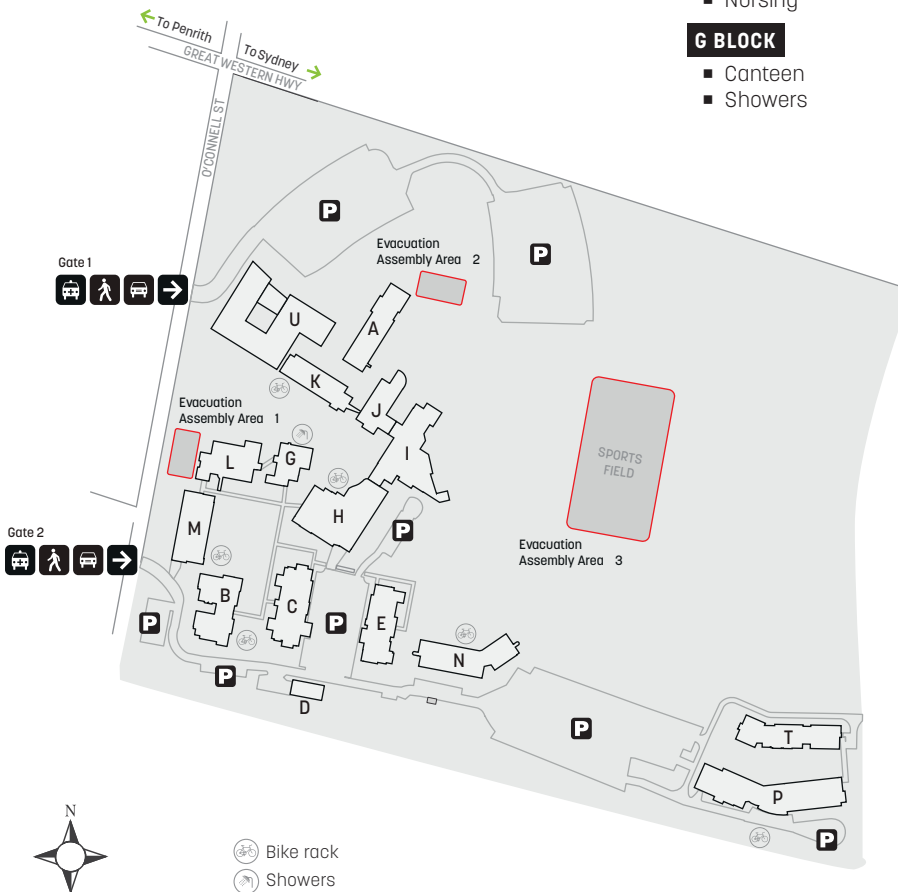 Nursing
G BLOCK
Canteen
Showers
To Penrith
To Sydney
GREAT WESTERN HWY
O'CONNELL ST
P
P
Evacuation
Assembly Area 2
Gate 1
U
A
K
J
Evacuation
Assembly Area 1
L
G
I
SPORTS
FIELD
H
M
P
Gate 2
Evacuation
Assembly Area 3
B
C
P
P
E
N
P
D
P
T
P
P
N
Bike rack
Showers